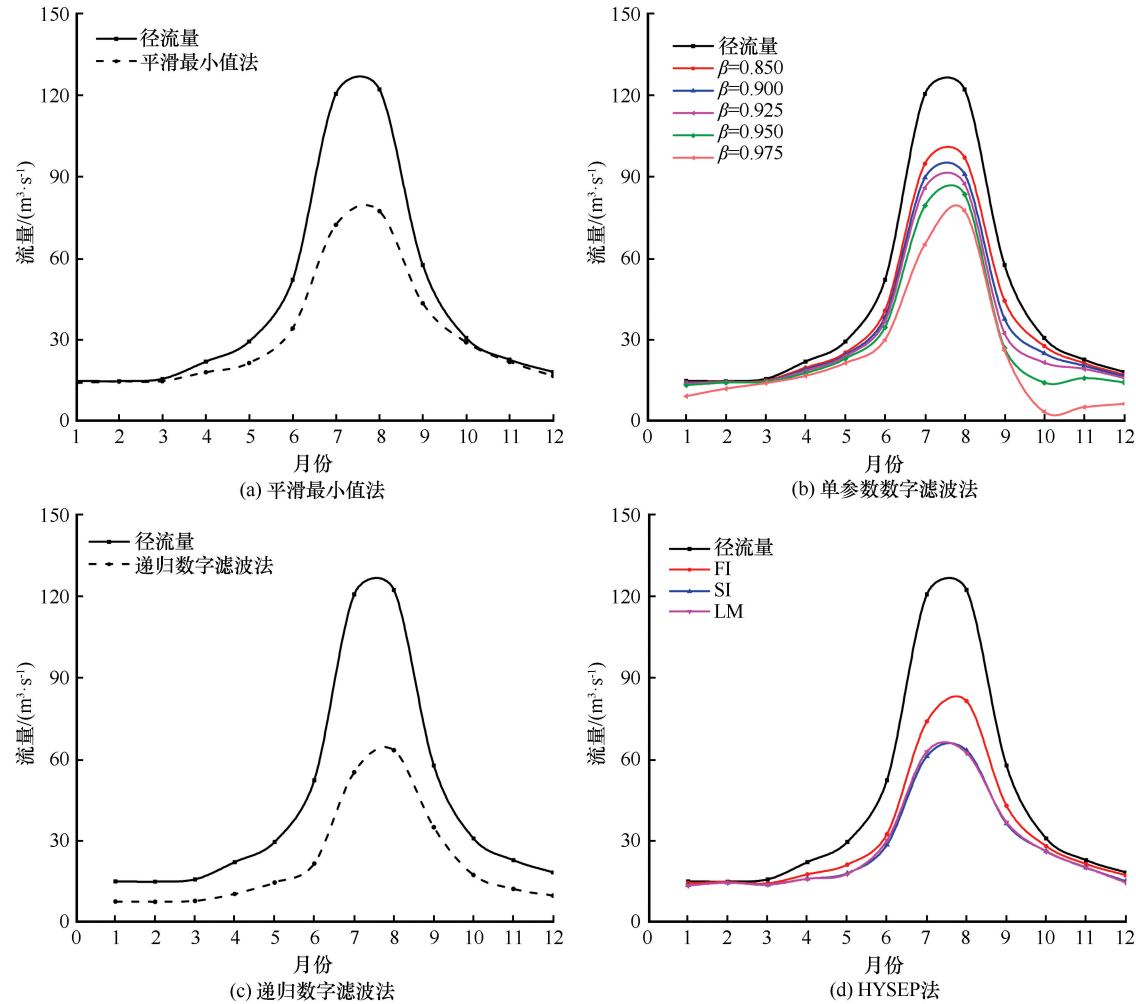 150
120
90
60
30
0
流量/(m³·s⁻¹)
径流量
平滑最小值法
1 2 3 4 5 6 7 8 9 10 11 12
月份
(a) 平滑最小值法
150
120
90
60
30
0
流量/(m³·s⁻¹)
径流量
β=0.850
β=0.900
β=0.925
β=0.950
β=0.975
0 1 2 3 4 5 6 7 8 9 10 11 12
月份
(b) 单参数数字滤波法
150
120
90
60
30
0
流量/(m³·s⁻¹)
径流量
递归数字滤波法
0 1 2 3 4 5 6 7 8 9 10 11 12
月份
(c) 递归数字滤波法
150
120
90
60
30
0
流量/(m³·s⁻¹)
径流量
FI
SI
LM
0 1 2 3 4 5 6 7 8 9 10 11 12
月份
(d) HYSEP法